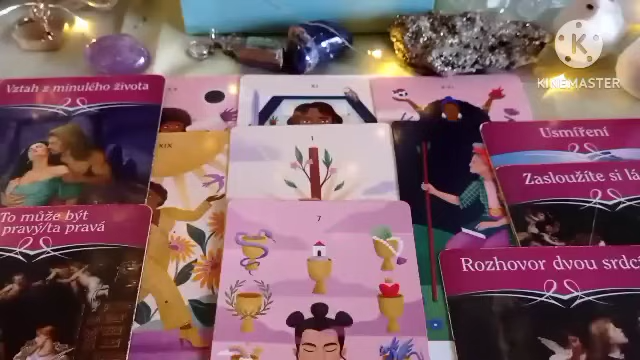 KINEMASTER
Vztah z minulého života
XI
Usmíření
1
XIX
Zasloužíte si lá
To může být
pravý/ta pravá
7
Rozhovor dvou srdcí